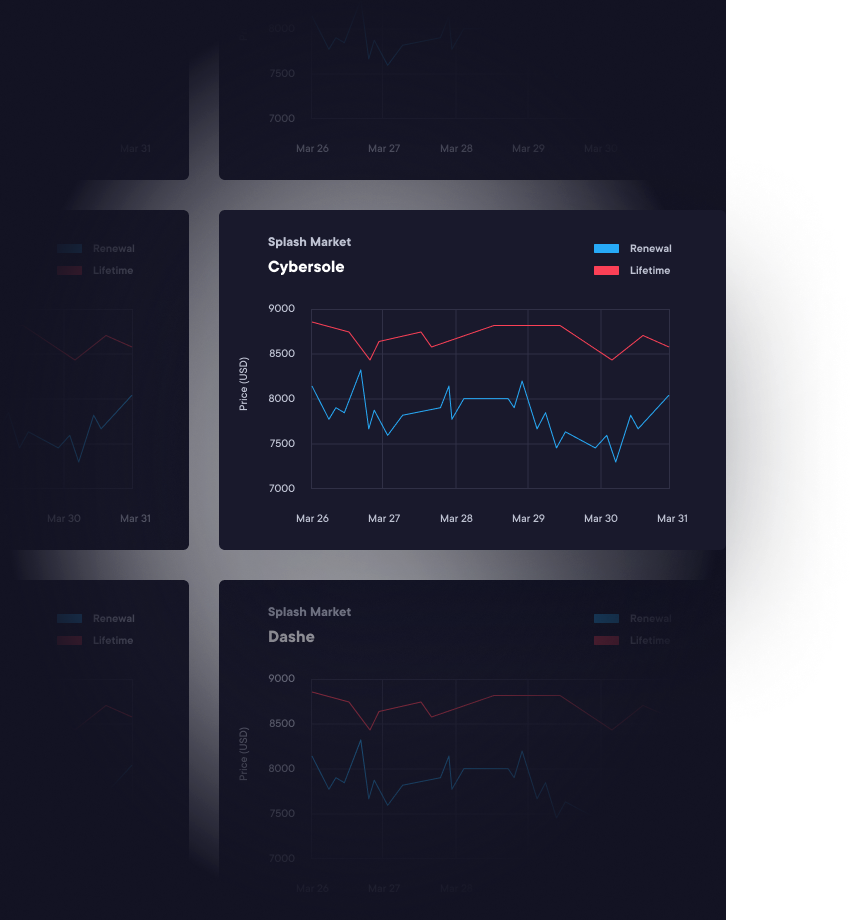 8000
7500
7000
Mar 31
Mar 26 Mar 27 Mar 28 Mar 29 Mar 30
Renewal
Lifetime
Mar 30 Mar 31
Splash Market
Cybersole
Renewal
Lifetime
Price (USD)
9000
8500
8000
7500
7000
Mar 26 Mar 27 Mar 28 Mar 29 Mar 30 Mar 31
Renewal
Lifetime
Splash Market
Dashe
Renewal
Lifetime
Price (USD)
9000
8500
8000
7500
7000
Mar 26 Mar 27 Mar 28